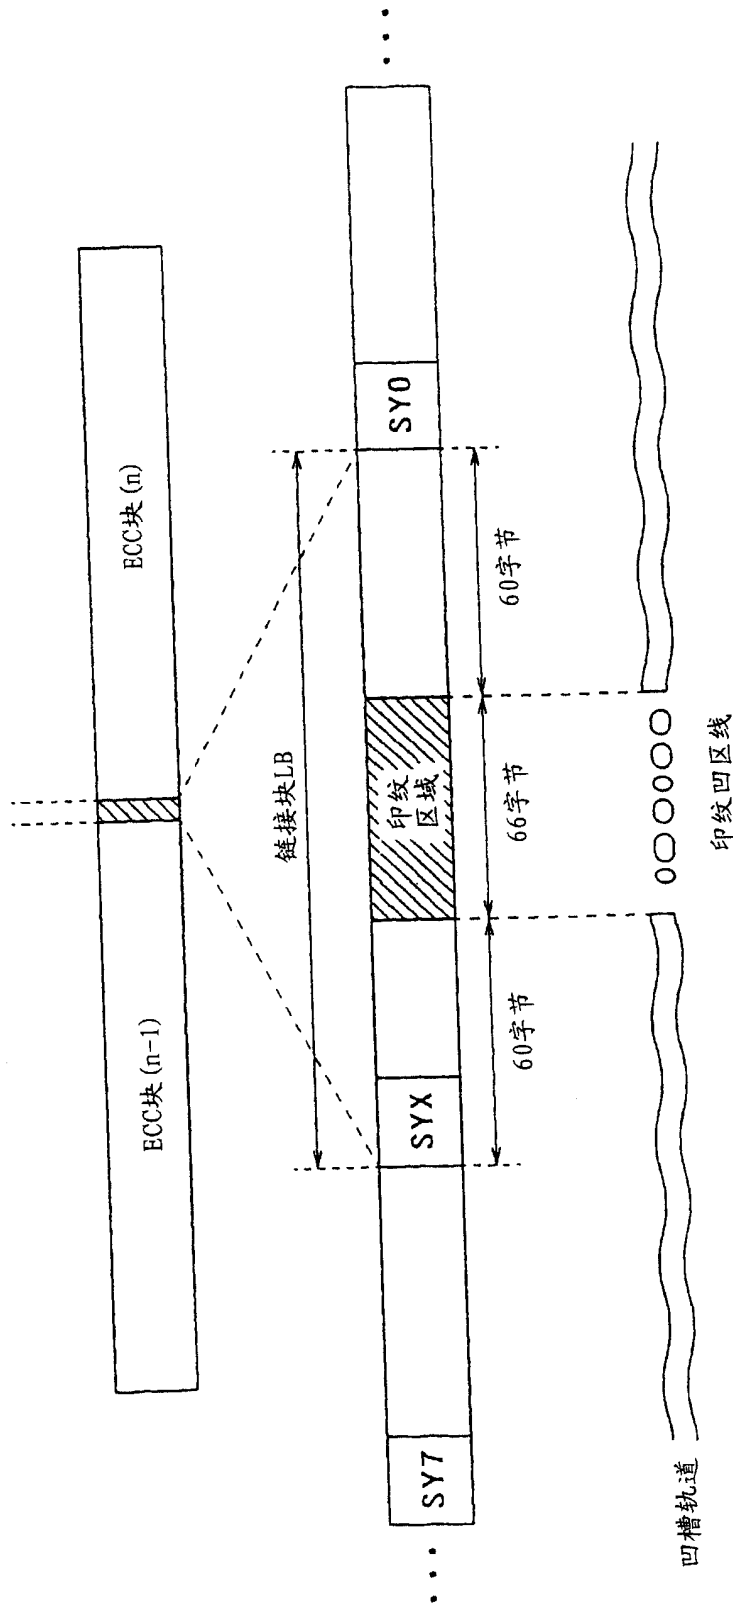 ECC块(n-1)
ECC块(n)
链接块LB
SY7
SYX
印纹
区域
SY0
60字节
66字节
60字节
凹槽轨道
印纹凹区线